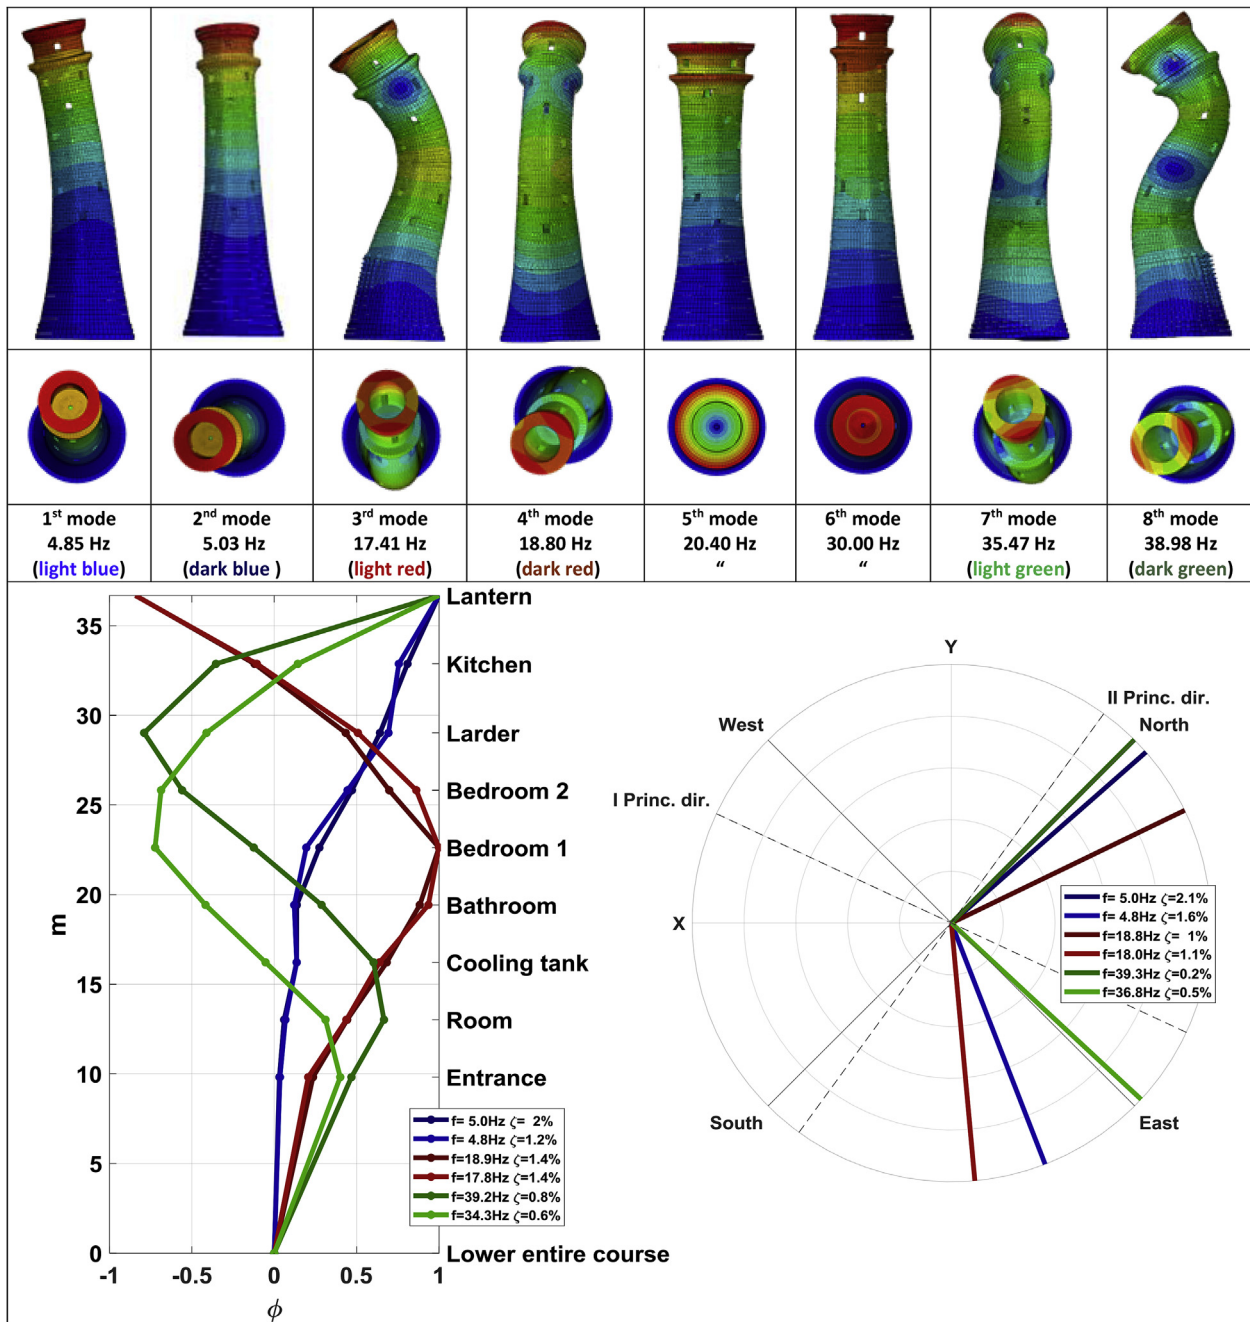 1st mode 2nd mode 3rd mode 4th mode 5th mode 6th mode 7th mode 8th mode
4.85 Hz 5.03 Hz 17.41 Hz 18.80 Hz 20.40 Hz 30.00 Hz 35.47 Hz 38.98 Hz
(light blue) (dark blue ) (light red) (dark red) “ “ (light green) (dark green)
35
30
25
20
15
10
5
0
m
-1 -0.5 0 0.5 1
ϕ
Lantern
Kitchen
Larder
Bedroom 2
Bedroom 1
Bathroom
Cooling tank
Room
Entrance
Lower entire course
f= 5.0Hz ζ= 2%
f= 4.8Hz ζ=1.2%
f=18.9Hz ζ=1.4%
f=17.8Hz ζ=1.4%
f=39.2Hz ζ=0.8%
f=34.3Hz ζ=0.6%
Y
II Princ. dir.
North
West
I Princ. dir.
X
South
East
f= 5.0Hz ζ=2.1%
f= 4.8Hz ζ=1.6%
f=18.8Hz ζ= 1%
f=18.0Hz ζ=1.1%
f=39.3Hz ζ=0.2%
f=36.8Hz ζ=0.5%